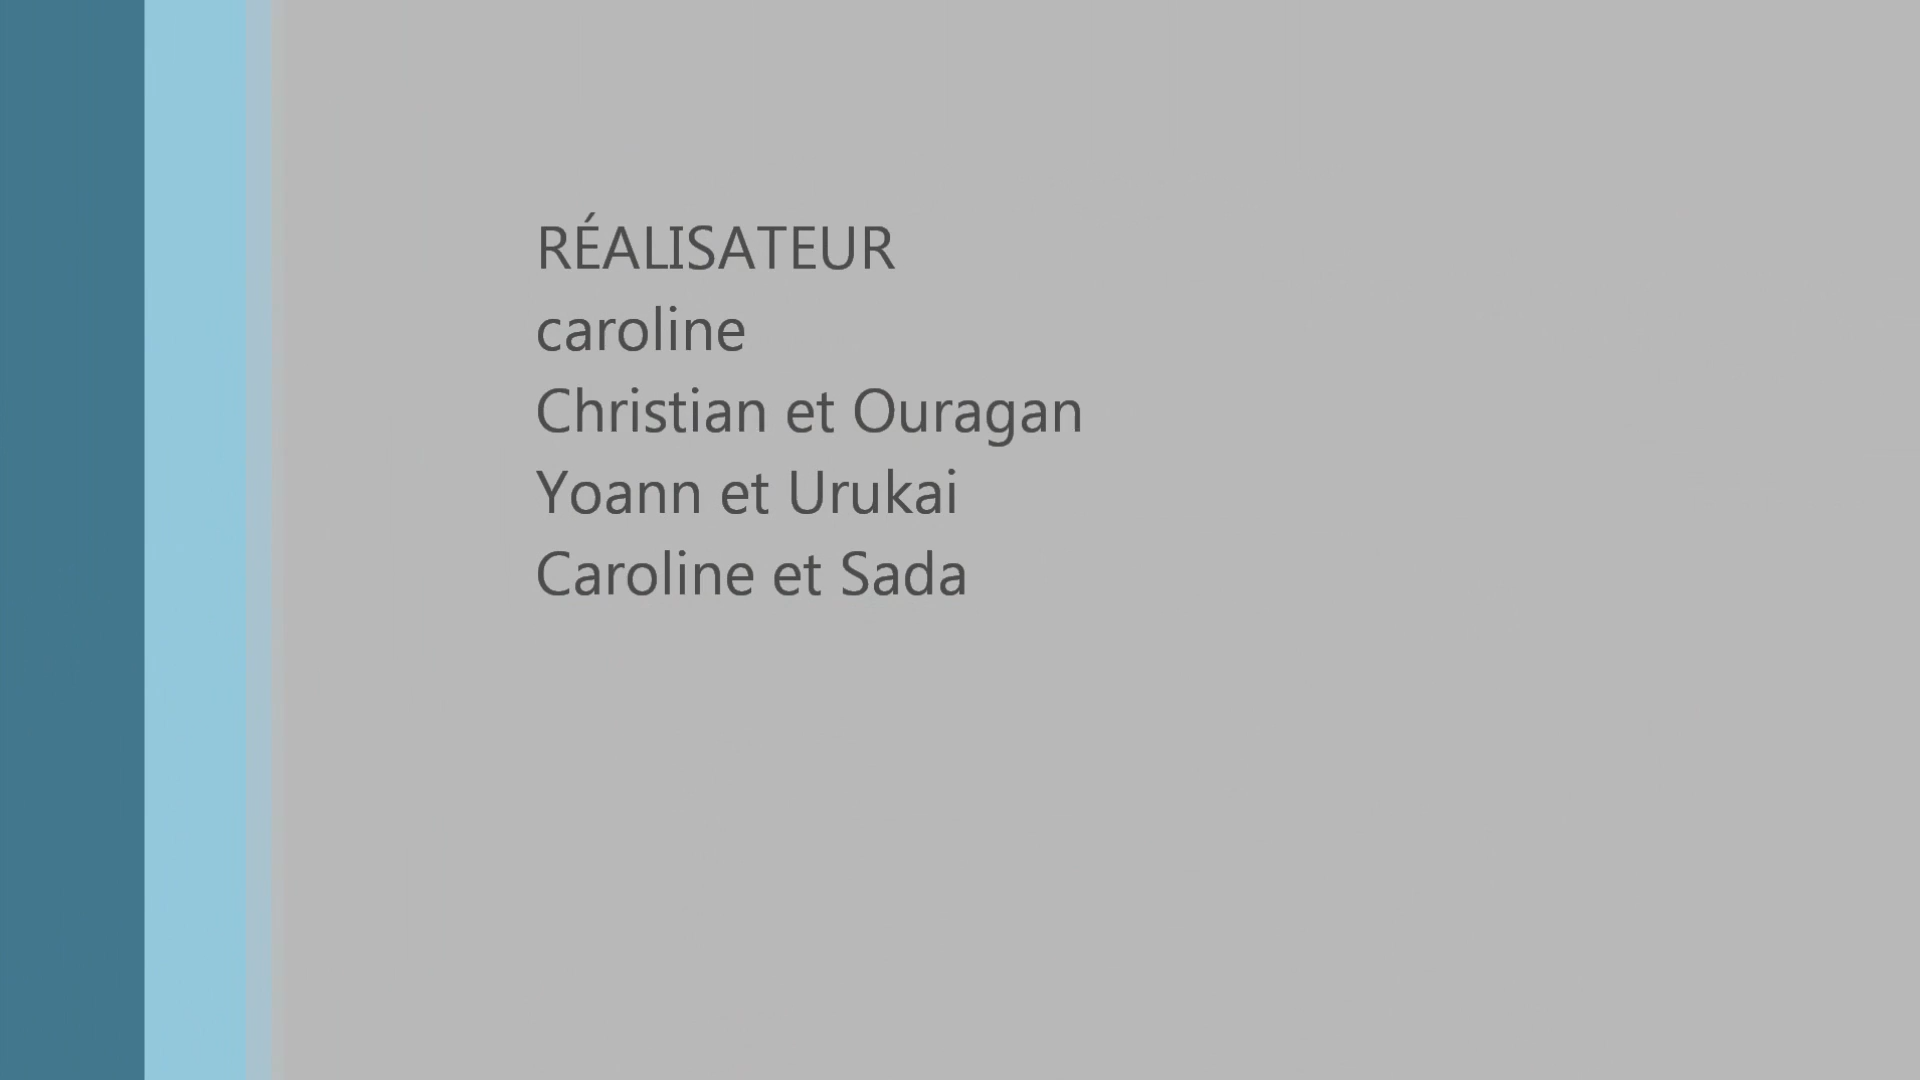 RÉALISATEUR
caroline
Christian et Ouragan
Yoann et Urukai
Caroline et Sada